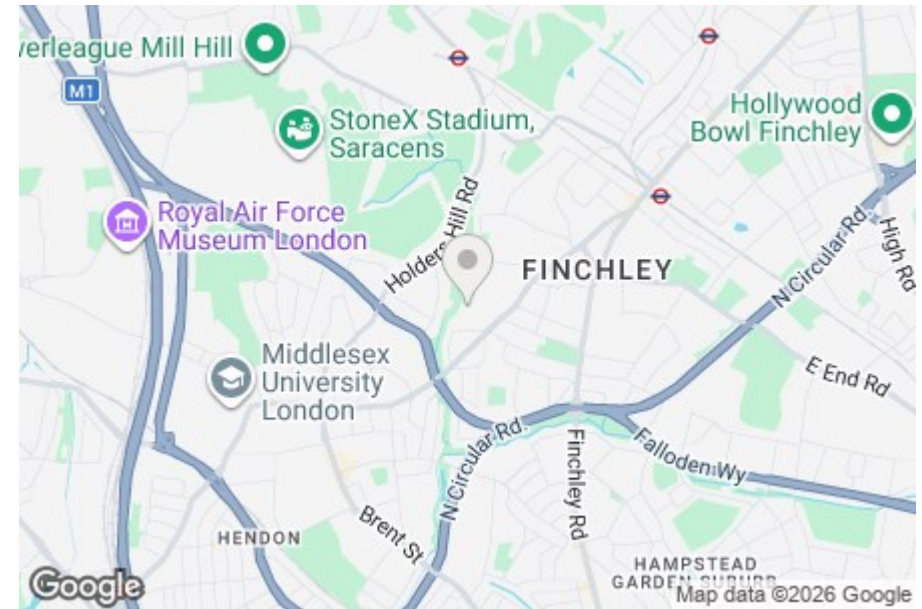 verleague Mill Hill
M1
StoneX Stadium,
Saracens
Hollywood
Bowl Finchley
Royal Air Force
Museum London
Holders Hill Rd
FINCHLEY
N Circular Rd.
High Rd
Middlesex
University
London
E End Rd
N Circular Rd.
Finchley Rd
Falloden Wy
Brent St
HENDON
HAMPSTEAD
GARDEN SUBURB
Google
Map data ©2026 Google